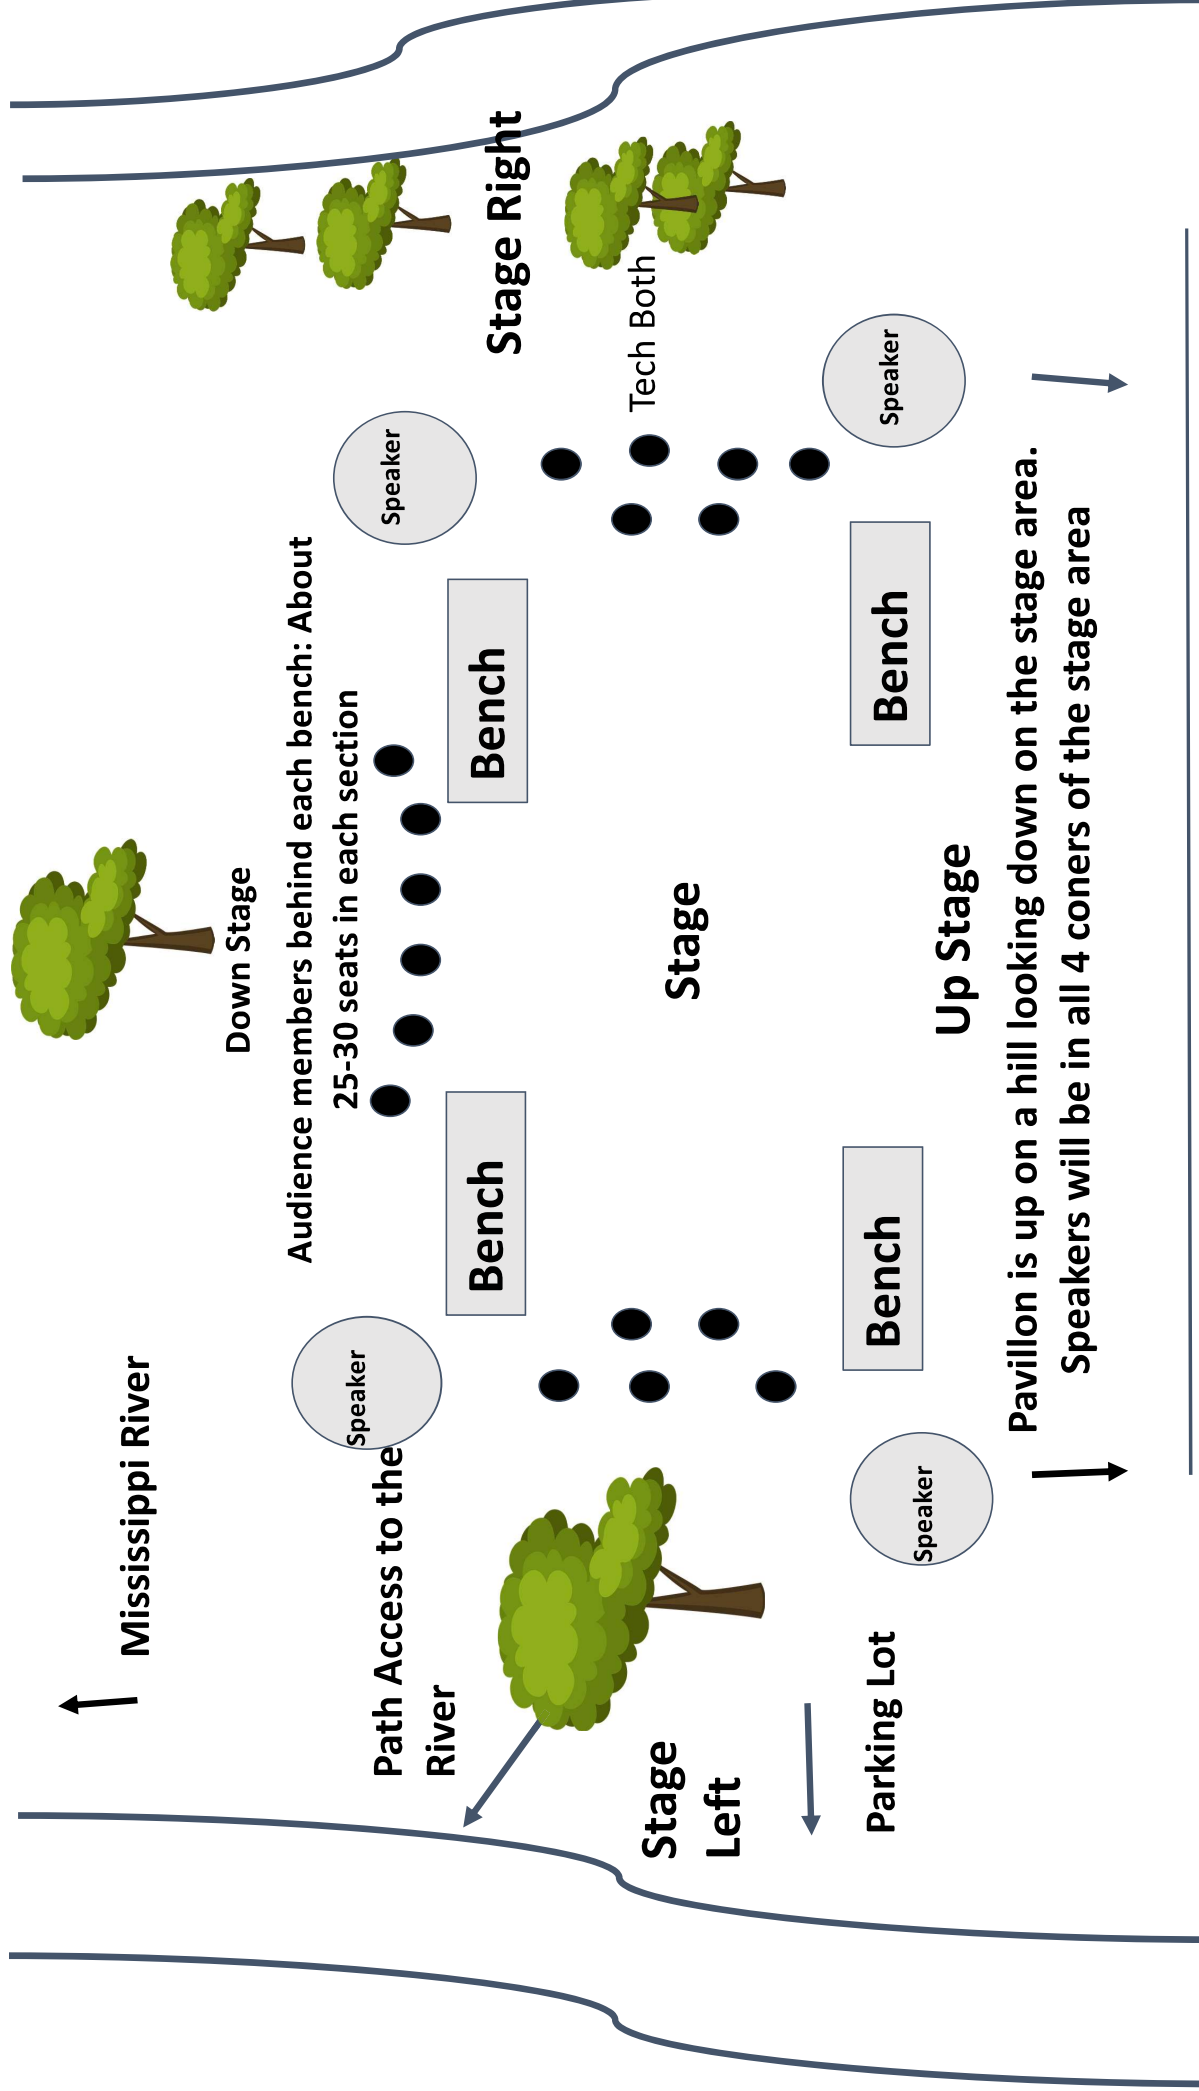 Mississippi River
Down Stage
Audience members behind each bench: About
25-30 seats in each section
Path Access to the
River
Speaker
Speaker
Bench
Bench
Stage Right
Tech Both
Stage
Stage
Left
Parking Lot
Bench
Bench
Speaker
Speaker
Up Stage
Pavillon is up on a hill looking down on the stage area.
Speakers will be in all 4 coners of the stage area